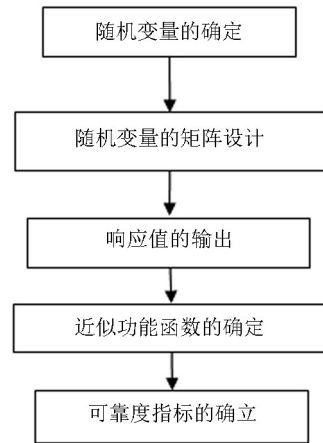 随机变量的确定
随机变量的矩阵设计
响应值的输出
近似功能函数的确定
可靠度指标的确立